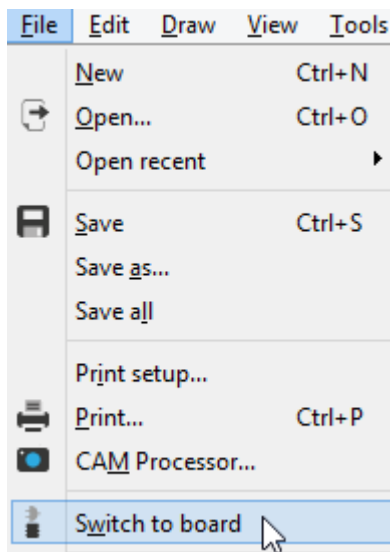 File Edit Draw View Tools
New Ctrl+N
Open... Ctrl+O
Open recent
Save Ctrl+S
Save as...
Save all
Print setup...
Print... Ctrl+P
CAM Processor...
Switch to board